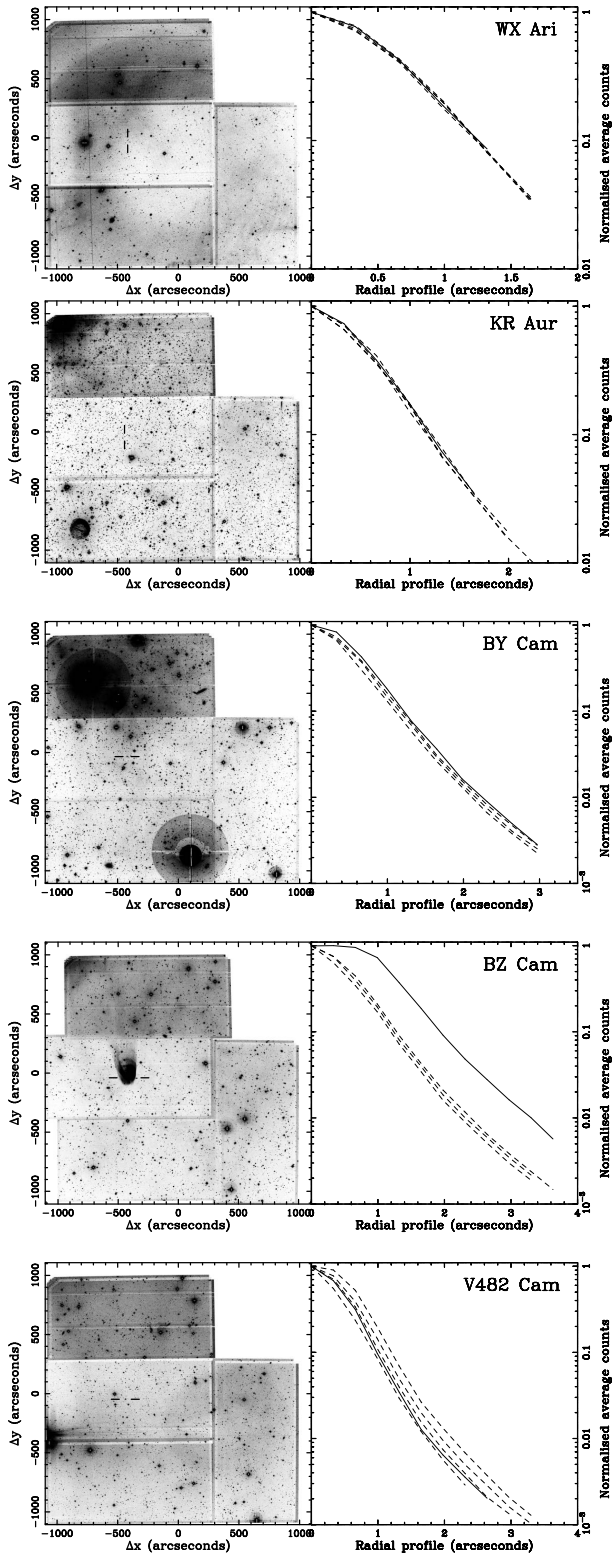 WX Ari
1000
500
0
−500
−1000
Δy (arcseconds)
−1000 −500 0 500 1000
Δx (arcseconds)
0 0.5 1 1.5 2
Radial profile (arcseconds)
0.1
0.01
Normalised average counts
KR Aur
1000
500
0
−500
−1000
Δy (arcseconds)
−1000 −500 0 500 1000
Δx (arcseconds)
1 2
Radial profile (arcseconds)
1
0.1
0.01
Normalised average counts
BY Cam
1000
500
0
−500
−1000
Δy (arcseconds)
−1000 −500 0 500 1000
Δx (arcseconds)
1 2 3
Radial profile (arcseconds)
1
0.1
0.01
10⁻³
Normalised average counts
BZ Cam
1000
500
0
−500
−1000
Δy (arcseconds)
−1000 −500 0 500 1000
Δx (arcseconds)
1 2 3 4
Radial profile (arcseconds)
1
0.1
0.01
10⁻³
Normalised average counts
V482 Cam
1000
500
0
−500
−1000
Δy (arcseconds)
−1000 −500 0 500 1000
Δx (arcseconds)
1 2 3 4
Radial profile (arcseconds)
1
0.1
0.01
10⁻³
Normalised average counts